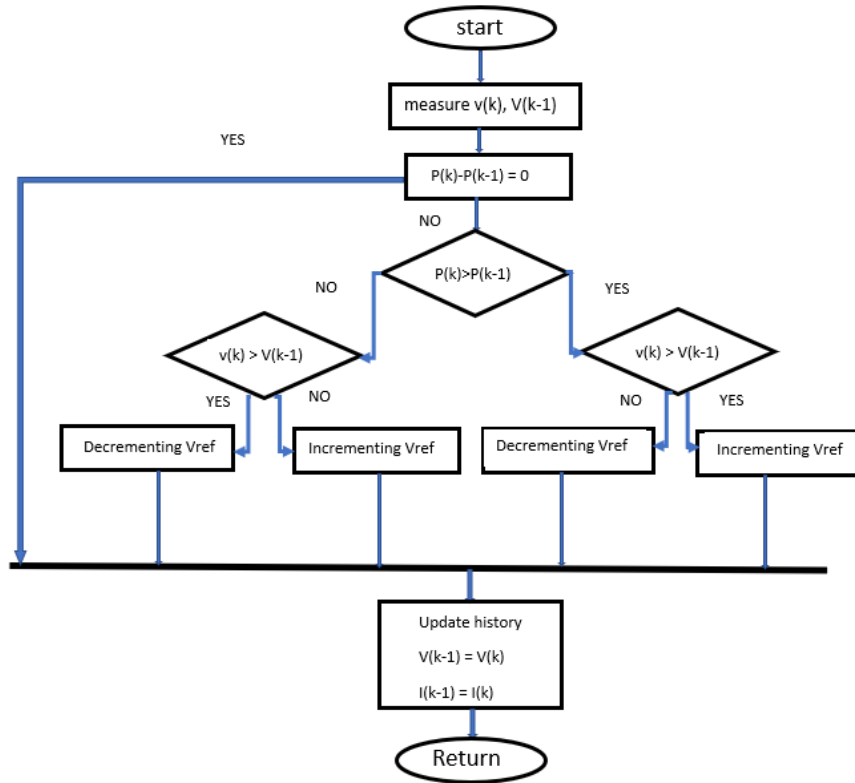 start
measure v(k), V(k-1)
YES
P(k)-P(k-1) = 0
NO
P(k)>P(k-1)
NO
YES
v(k) > V(k-1)
v(k) > V(k-1)
YES
NO
NO
YES
Decrementing Vref
Incrementing Vref
Decrementing Vref
Incrementing Vref
Update history
V(k-1) = V(k)
I(k-1) = I(k)
Return